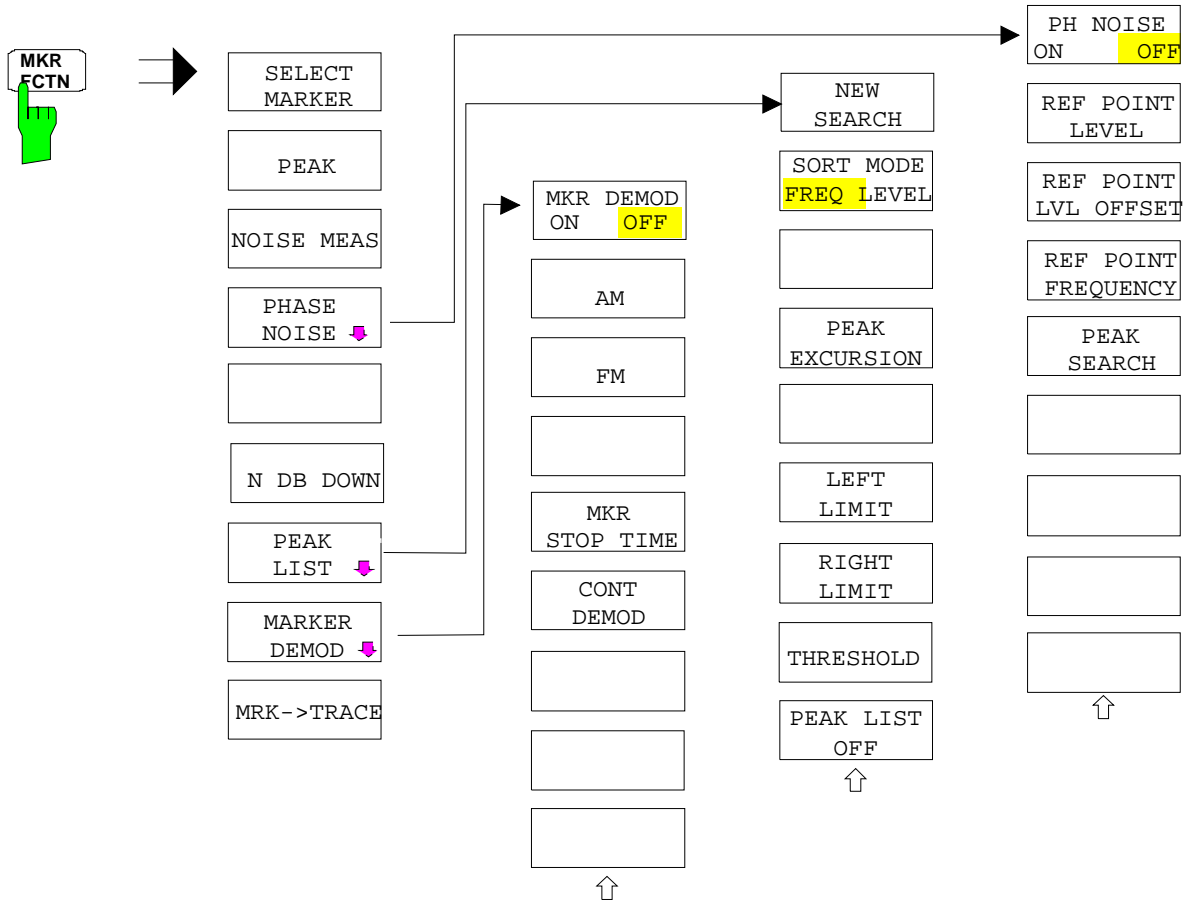 MKR
FCTN
SELECT
MARKER
PEAK
NOISE MEAS
PHASE
NOISE
N DB DOWN
PEAK
LIST
MARKER
DEMOD
MRK->TRACE
MKR DEMOD
ON OFF
AM
FM
MKR
STOP TIME
CONT
DEMOD
NEW
SEARCH
SORT MODE
FREQ LEVEL
PEAK
EXCURSION
LEFT
LIMIT
RIGHT
LIMIT
THRESHOLD
PEAK LIST
OFF
PH NOISE
ON OFF
REF POINT
LEVEL
REF POINT
LVL OFFSET
REF POINT
FREQUENCY
PEAK
SEARCH